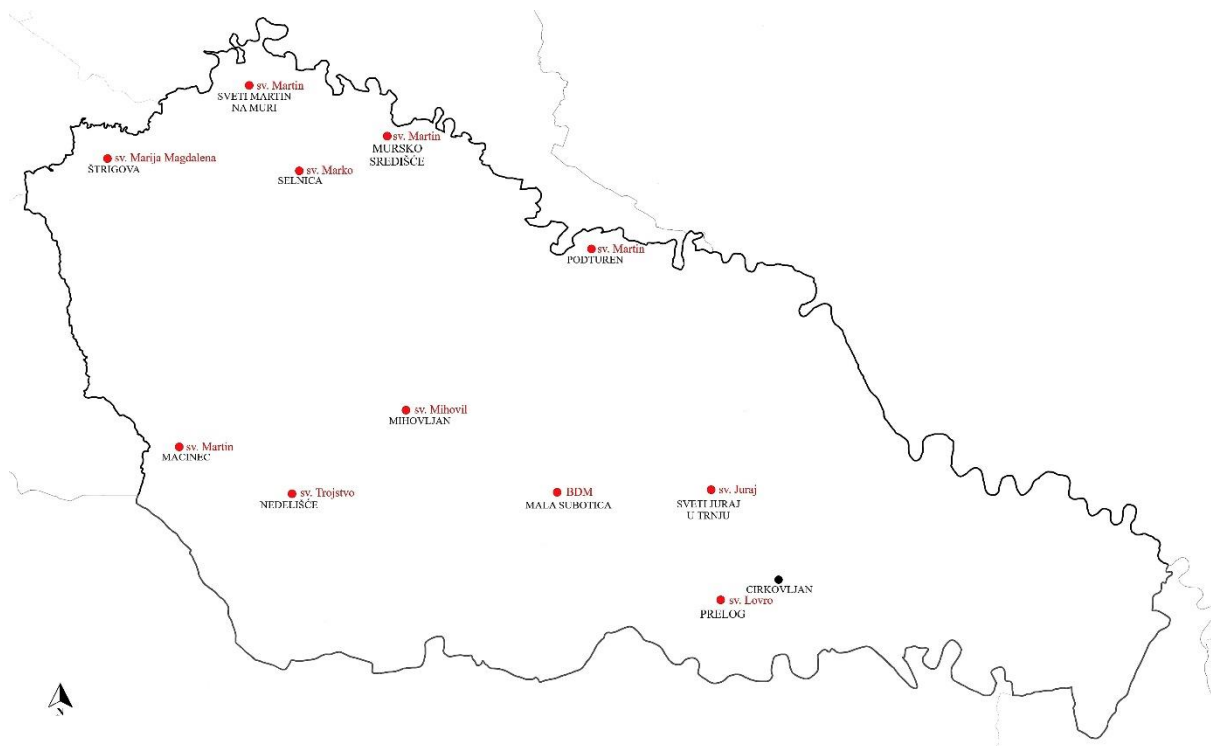 sv. Martin
SVETI MARTIN
NA MURI
sv. Martin
MURSKO
SREDIŠĆE
sv. Marija Magdalena
ŠTRIGOVA
sv. Marko
SELNICA
sv. Martin
PODTUREN
sv. Mihovil
MIHOVLJAN
sv. Martin
MACINEC
sv. Trojstvo
NEDELIŠĆE
BDM
MALA SUBOTICA
sv. Juraj
SVETI JURAJ
U TRNJU
CIRKOVLJAN
sv. Lovro
PRELOG
N